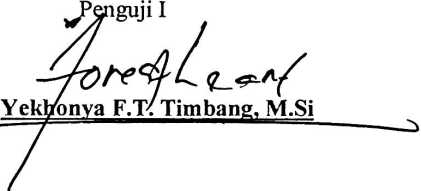 Penguji I
Yekhonya F.T. Timbang, M.Si